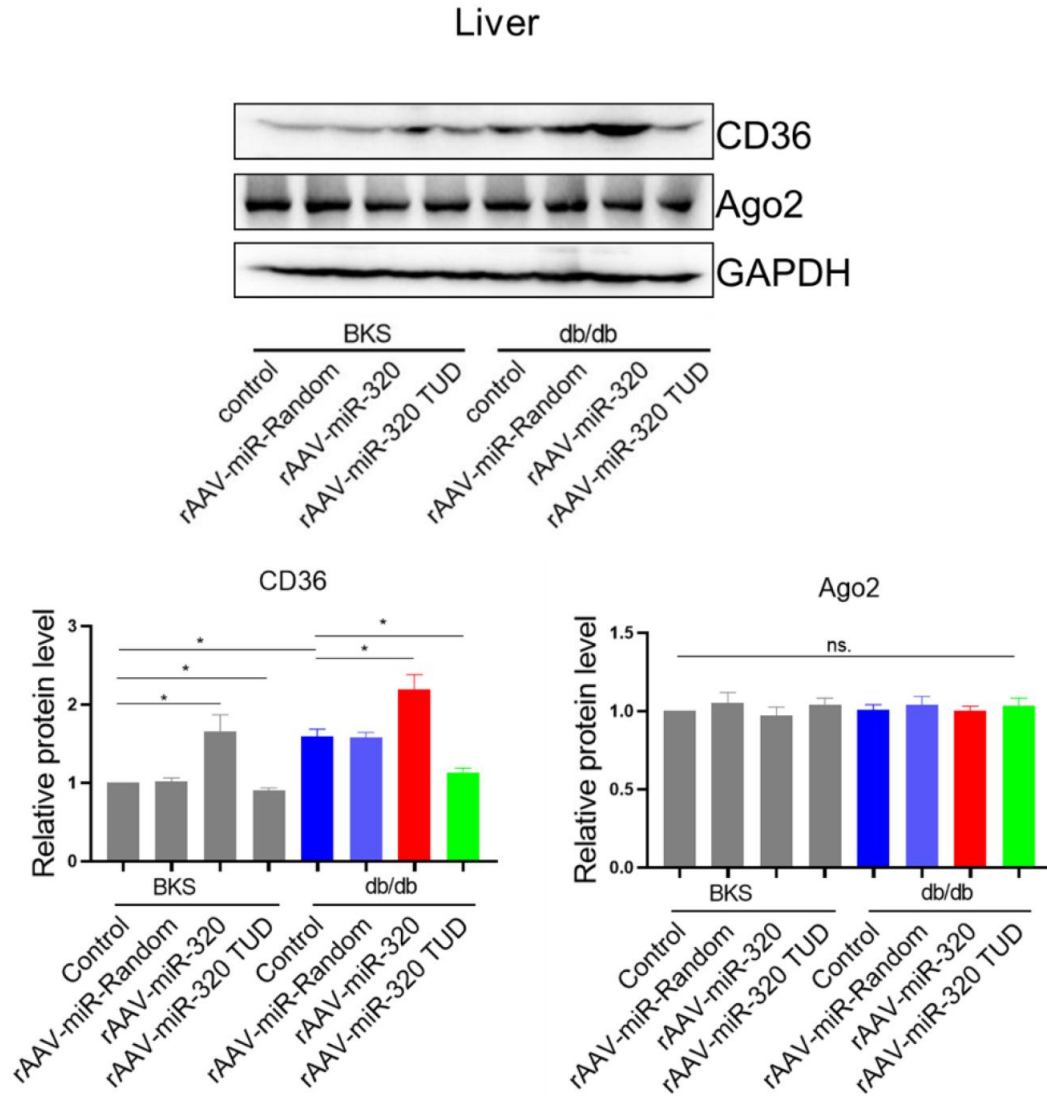 Liver
CD36
Ago2
GAPDH
BKS db/db
control rAAV-miR-Random rAAV-miR-320 rAAV-miR-320 TUD control rAAV-miR-Random rAAV-miR-320 rAAV-miR-320 TUD
CD36
Relative protein level
3
2
1
0
* * * * *
BKS db/db
Control rAAV-miR-Random rAAV-miR-320 rAAV-miR-320 TUD Control rAAV-miR-Random rAAV-miR-320 rAAV-miR-320 TUD
Ago2
Relative protein level
1.5
1.0
0.5
0.0
ns.
BKS db/db
Control rAAV-miR-Random rAAV-miR-320 rAAV-miR-320 TUD Control rAAV-miR-Random rAAV-miR-320 rAAV-miR-320 TUD